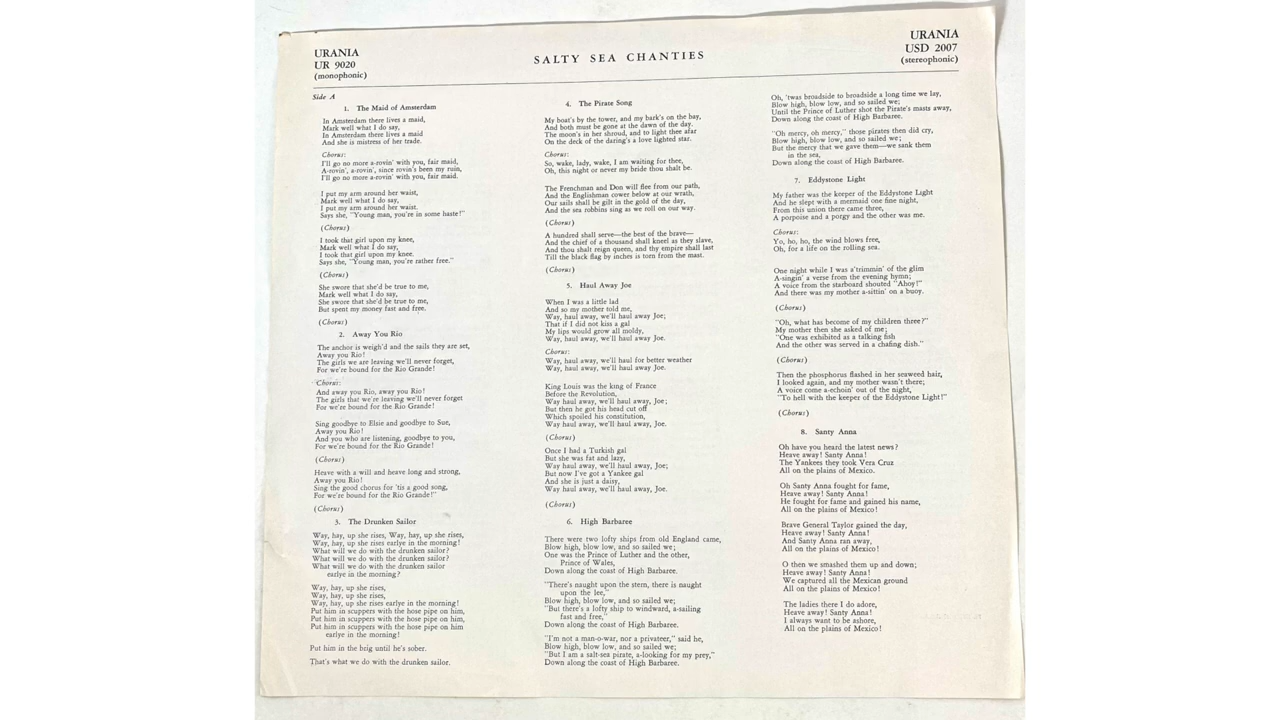 URANIA
UR 9020
(monophonic)
SALTY SEA CHANTIES
URANIA
USD 2007
(stereophonic)
Side A
1. The Maid of Amsterdam
In Amsterdam there lives a maid,
Mark well what I do say,
In Amsterdam there lives a maid
And she is mistress of her trade.
Chorus:
I'll go no more a-rovin' with you, fair maid,
A-rovin', a-rovin', since rovin's been my ruin,
I'll go no more a-rovin' with you, fair maid.
I put my arm around her waist,
Mark well what I do say,
I put my arm around her waist.
Says she, "Young man, you're in some haste!"
(Chorus)
I took that girl upon my knee,
Mark well what I do say,
I took that girl upon my knee.
Says she, "Young man, you're rather free."
(Chorus)
She swore that she'd be true to me,
Mark well what I do say,
She swore that she'd be true to me,
But spent my money fast and free.
(Chorus)
2. Away You Rio
The anchor is weigh'd and the sails they are set,
Away you Rio!
The girls we are leaving we'll never forget,
For we're bound for the Rio Grande!
Chorus:
And away you Rio, away you Rio!
The girls that we're leaving we'll never forget
For we're bound for the Rio Grande!
Sing goodbye to Elsie and goodbye to Sue,
Away you Rio!
And you who are listening, goodbye to you,
For we're bound for the Rio Grande!
(Chorus)
Heave with a will and heave long and strong,
Away you Rio!
Sing the good chorus for 'tis a good song,
For we're bound for the Rio Grande!"
(Chorus)
3. The Drunken Sailor
Way, hay, up she rises, Way, hay, up she rises,
Way, hay, up she rises earlye in the morning!
What will we do with the drunken sailor?
What will we do with the drunken sailor?
What will we do with the drunken sailor
earlye in the morning?
Way, hay, up she rises,
Way, hay, up she rises,
Way, hay, up she rises earlye in the morning!
Put him in scuppers with the hose pipe on him,
Put him in scuppers with the hose pipe on him,
Put him in scuppers with the hose pipe on him
earlye in the morning!
Put him in the brig until he's sober.
That's what we do with the drunken sailor.
4. The Pirate Song
My boat's by the tower, and my bark's on the bay,
And both must be gone at the dawn of the day.
The moon's in her shroud, and to light thee afar
On the deck of the daring's a love lighted star.
Chorus:
So, wake, lady, wake, I am waiting for thee,
Oh, this night or never my bride thou shalt be.
The Frenchman and Don will flee from our path,
And the Englishman cower below at our wrath,
Our sails shall be gilt in the gold of the day,
And the sea robbins sing as we roll on our way.
(Chorus)
A hundred shall serve—the best of the brave—
And the chief of a thousand shall kneel as they slave,
And thou shalt reign queen, and thy empire shall last
Till the black flag by inches is torn from the mast.
(Chorus)
5. Haul Away Joe
When I was a little lad
And so my mother told me,
Way, haul away, we'll haul away Joe;
That if I did not kiss a gal
My lips would grow all moldy,
Way, haul away, we'll haul away Joe.
Chorus:
Way, haul away, we'll haul for better weather
Way, haul away, we'll haul away Joe.
King Louis was the king of France
Before the Revolution,
Way haul away, we'll haul away, Joe;
But then he got his head cut off
Which spoiled his constitution,
Way haul away, we'll haul away, Joe.
(Chorus)
Once I had a Turkish gal
But she was fat and lazy,
Way haul away, we'll haul away, Joe;
But now I've got a Yankee gal
And she is just a daisy,
Way haul away, we'll haul away, Joe.
(Chorus)
6. High Barbaree
There were two lofty ships from old England came,
Blow high, blow low, and so sailed we;
One was the Prince of Luther and the other,
Prince of Wales,
Down along the coast of High Barbaree.
"There's naught upon the stern, there is naught
upon the lee,"
Blow high, blow low, and so sailed we;
"But there's a lofty ship to windward, a-sailing
fast and free,"
Down along the coast of High Barbaree.
"I'm not a man-o-war, nor a privateer," said he,
Blow high, blow low, and so sailed we;
"But I am a salt-sea pirate, a-looking for my prey,"
Down along the coast of High Barbaree.
Oh, 'twas broadside to broadside a long time we lay,
Blow high, blow low, and so sailed we;
Until the Prince of Luther shot the Pirate's masts away,
Down along the coast of High Barbaree.
"Oh mercy, oh mercy," those pirates then did cry,
Blow high, blow low, and so sailed we;
But the mercy that we gave them—we sank them
in the sea,
Down along the coast of High Barbaree.
7. Eddystone Light
My father was the keeper of the Eddystone Light
And he slept with a mermaid one fine night,
From this union there came three,
A porpoise and a porgy and the other was me.
Chorus:
Yo, ho, ho, the wind blows free,
Oh, for a life on the rolling sea.
One night while I was a'trimmin' of the glim
A-singin' a verse from the evening hymn;
A voice from the starboard shouted "Ahoy!"
And there was my mother a-sittin' on a buoy.
(Chorus)
"Oh, what has become of my children three?"
My mother then she asked of me;
"One was exhibited as a talking fish
And the other was served in a chafing dish."
(Chorus)
Then the phosphorus flashed in her seaweed hair,
I looked again, and my mother wasn't there;
A voice come a-echoin' out of the night,
"To hell with the keeper of the Eddystone Light!"
(Chorus)
8. Santy Anna
Oh have you heard the latest news?
Heave away! Santy Anna!
The Yankees they took Vera Cruz
All on the plains of Mexico.
Oh Santy Anna fought for fame,
Heave away! Santy Anna!
He fought for fame and gained his name,
All on the plains of Mexico!
Brave General Taylor gained the day,
Heave away! Santy Anna!
And Santy Anna ran away,
All on the plains of Mexico!
O then we smashed them up and down;
Heave away! Santy Anna!
We captured all the Mexican ground
All on the plains of Mexico!
The ladies there I do adore,
Heave away! Santy Anna!
I always want to be ashore,
All on the plains of Mexico!